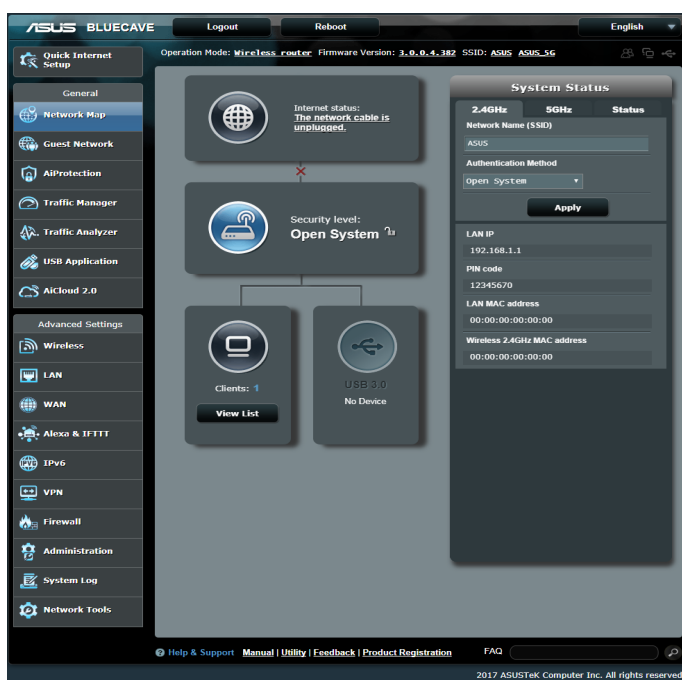 ASUS BLUECAVE
Logout
Reboot
English
Quick Internet
Setup
Operation Mode: Wireless router Firmware Version: 3.0.0.4.382 SSID: ASUS ASUS_5G
General
Network Map
Guest Network
AiProtection
Traffic Manager
Traffic Analyzer
USB Application
AiCloud 2.0
Advanced Settings
Wireless
LAN
WAN
Alexa & IFTTT
IPv6
VPN
Firewall
Administration
System Log
Network Tools
Internet status:
The network cable is
unplugged.
Security level:
Open System
Clients: 1
View List
USB 3.0
No Device
System Status
2.4GHz 5GHz Status
Network Name (SSID)
ASUS
Authentication Method
Open System
Apply
LAN IP
192.168.1.1
PIN code
12345670
LAN MAC address
00:00:00:00:00:00
Wireless 2.4GHz MAC address
00:00:00:00:00:00
Help & Support Manual | Utility | Feedback | Product Registration FAQ
2017 ASUSTeK Computer Inc. All rights reserved